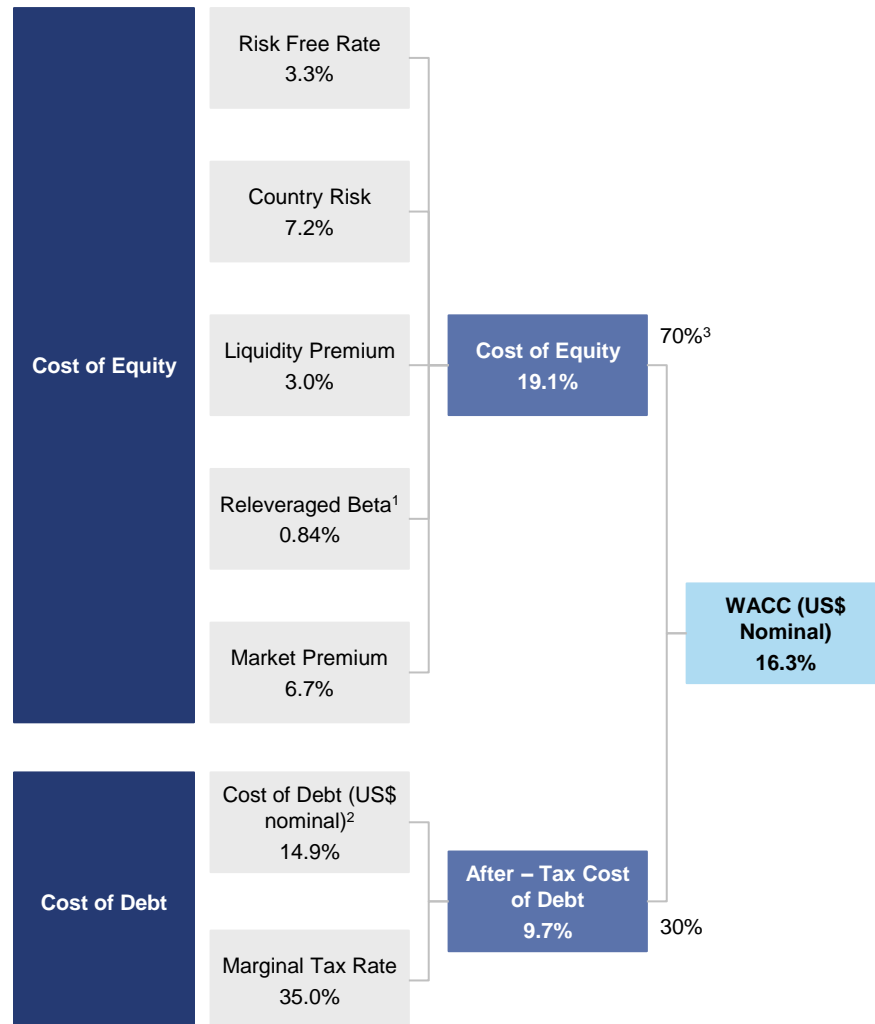 Cost of Equity
Risk Free Rate
3.3%
Country Risk
7.2%
Liquidity Premium
3.0%
Releveraged Beta¹
0.84%
Market Premium
6.7%
Cost of Equity
19.1%
70%³
WACC (US$
Nominal)
16.3%
Cost of Debt
Cost of Debt (US$
nominal)²
14.9%
Marginal Tax Rate
35.0%
After – Tax Cost
of Debt
9.7%
30%